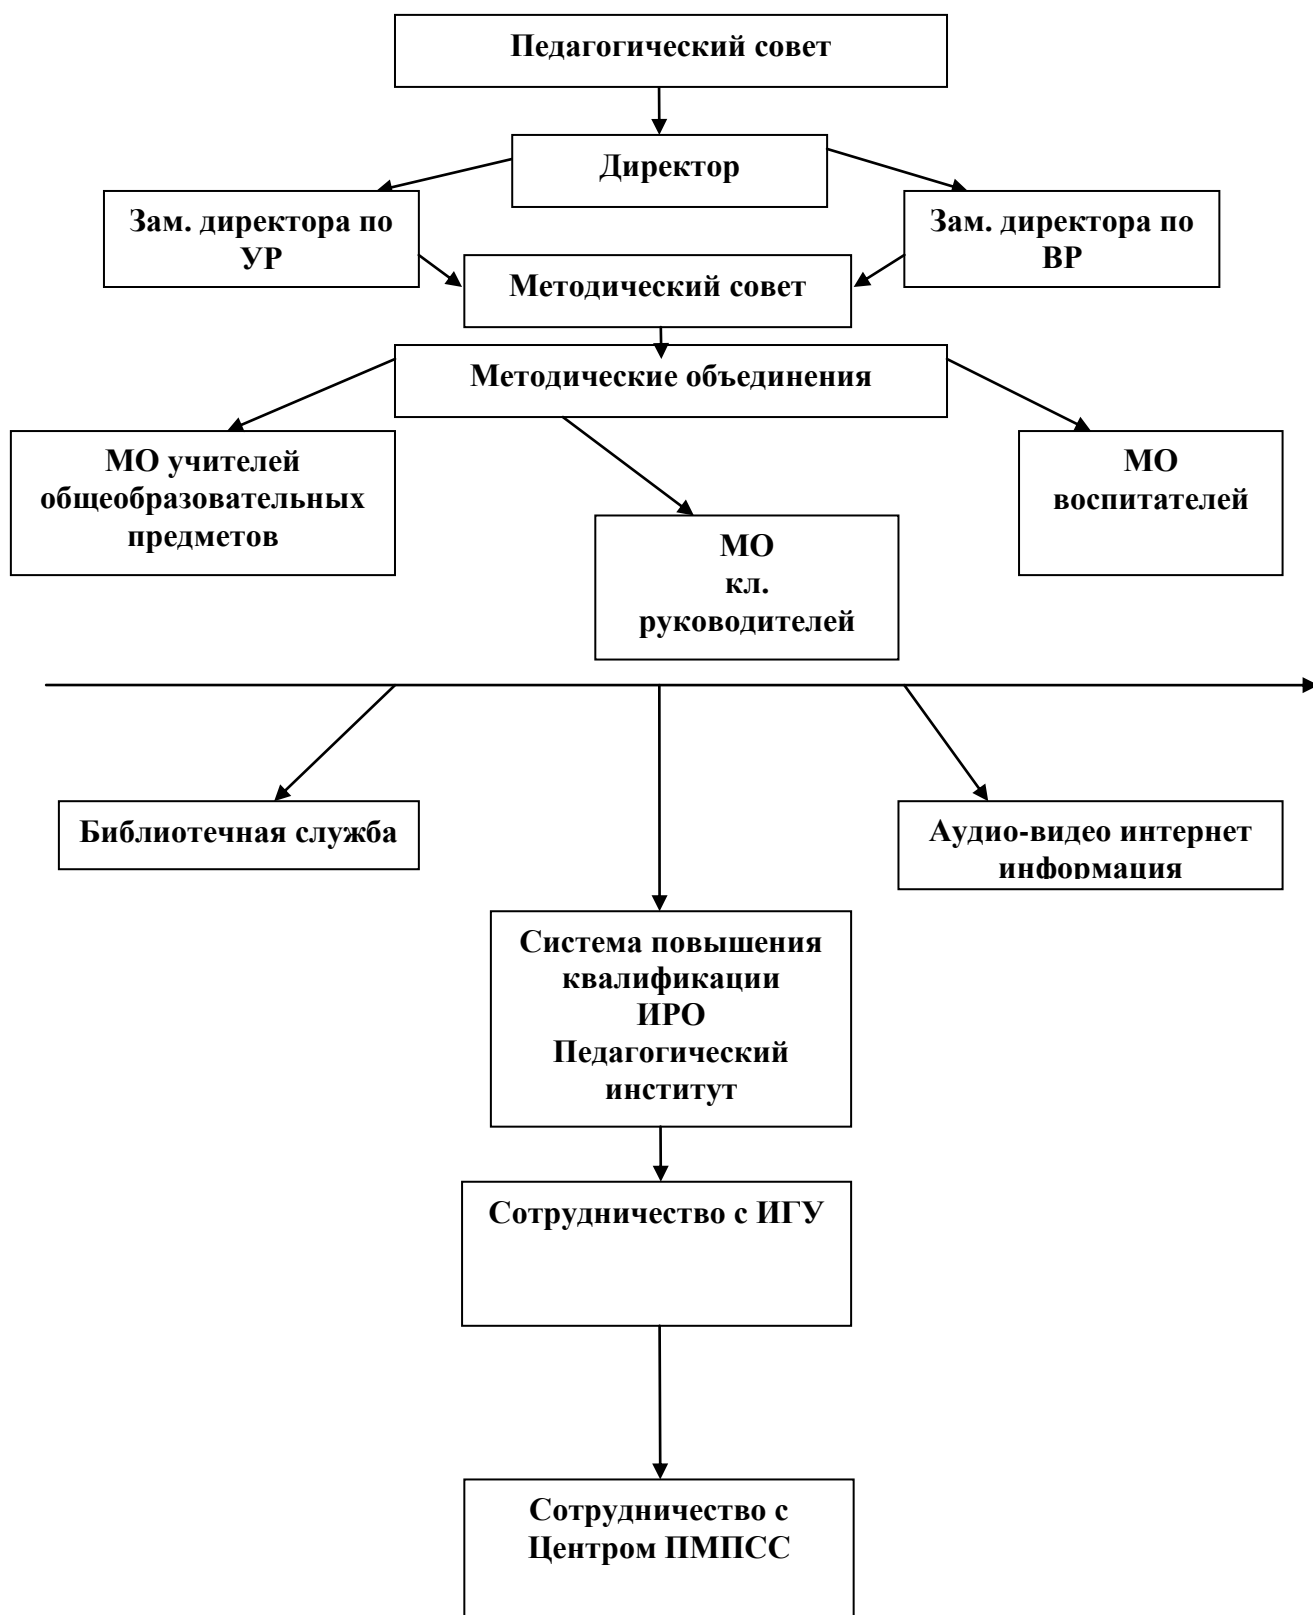 Педагогический совет
Директор
Зам. директора по
УР
Зам. директора по
ВР
Методический совет
Методические объединения
МО учителей
общеобразовательных
предметов
МО
кл.
руководителей
МО
воспитателей
Библиотечная служба
Аудио-видео интернет
информация
Система повышения
квалификации
ИРО
Педагогический
институт
Сотрудничество с ИГУ
Сотрудничество с
Центром ПМПСС